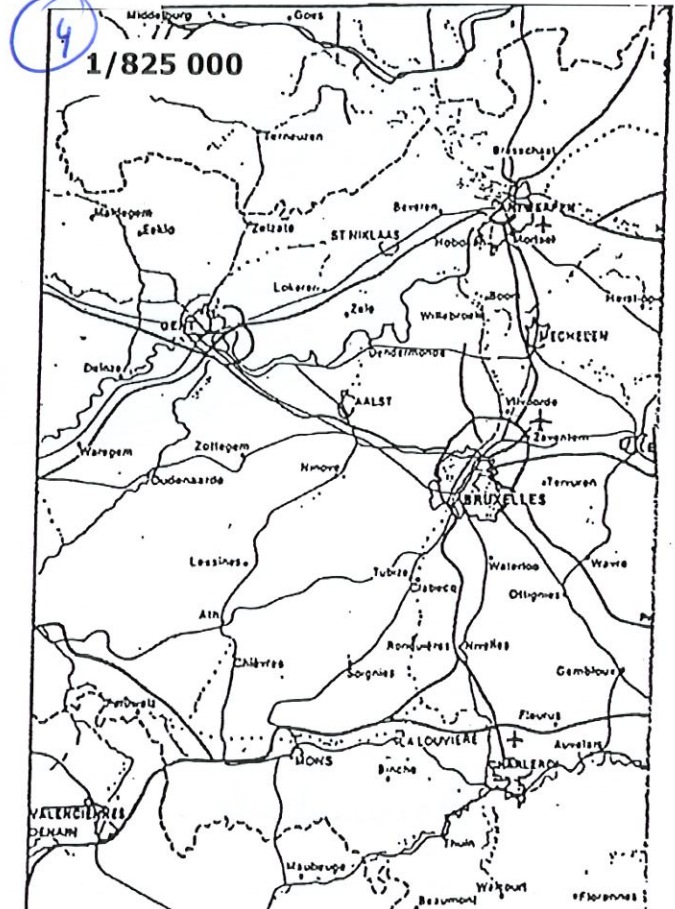 4
Middelburg
Goes
1/825 000
Terneuzen
Brasschaat
Maldegem
Eeklo
Zelzate
Beveren
ANTWERPEN
ST NIKLAAS
Hoboken
Mortsel
Lokeren
Zele
Boom
Willebroek
GENT
MECHELEN
Dendermonde
Deinze
AALST
Vilvoorde
Zaventem
Waregem
Zottegem
Ninove
Oudenaarde
Tervuren
BRUXELLES
Lessines
Tubize
Clabecq
Waterloo
Wavre
Ottignies
Ath
Ronquières
Nivelles
Chièvres
Soignies
Gembloux
Fleurus
LA LOUVIERE
MONS
Binche
CHARLEROI
Auvelais
VALENCIENNES
DENAIN
Thuin
Maubeuge
Beaumont
Walcourt
Florennes